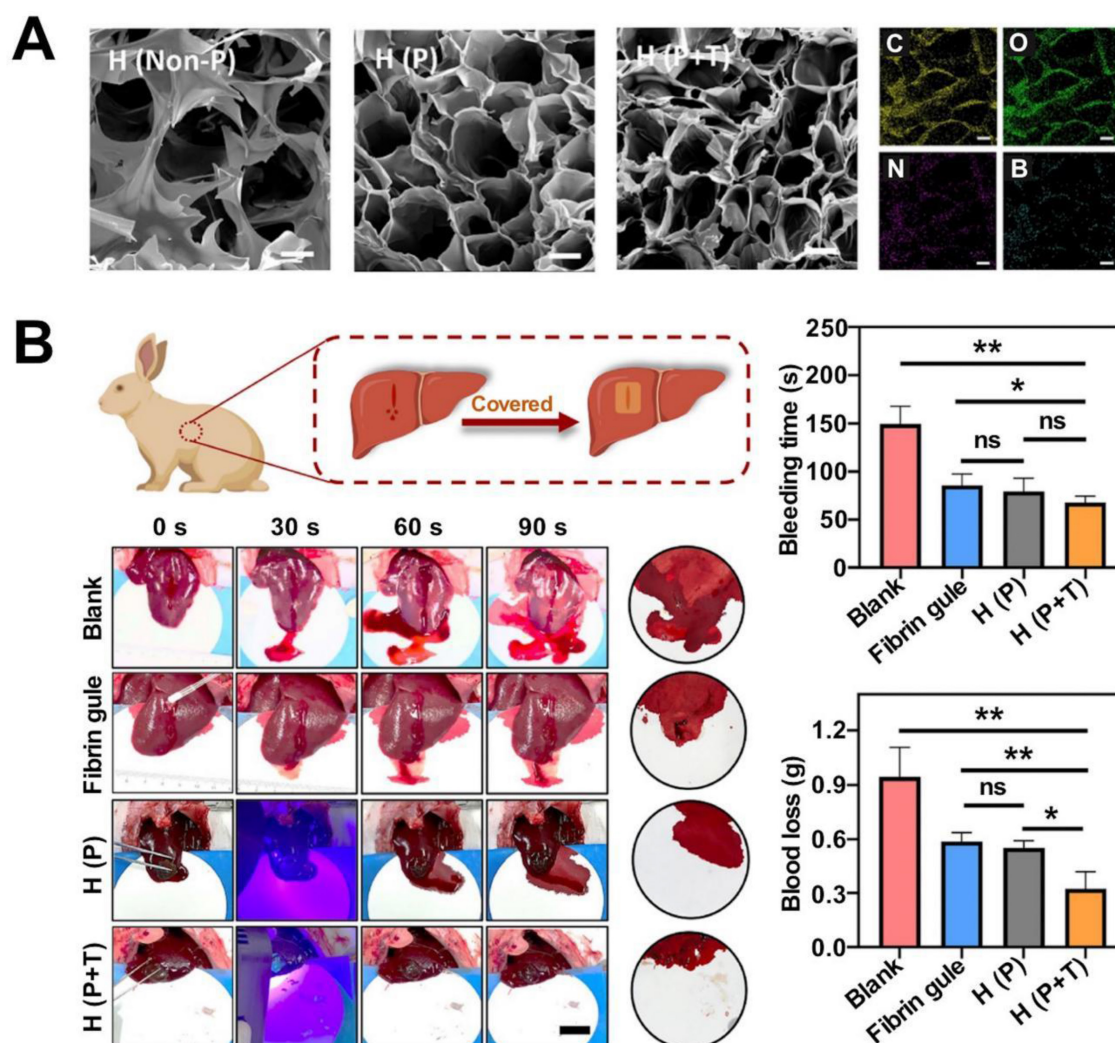 A
H (Non-P)
H (P)
H (P+T)
C
O
N
B
B
Covered
0 s
30 s
60 s
90 s
Blank
Fibrin gule
H (P)
H (P+T)
Bleeding time (s)
250
200
150
100
50
0
**
*
ns
ns
Blank
Fibrin gule
H (P)
H (P+T)
Blood loss (g)
1.2
0.9
0.6
0.3
0.0
**
**
ns
*
Blank
Fibrin gule
H (P)
H (P+T)